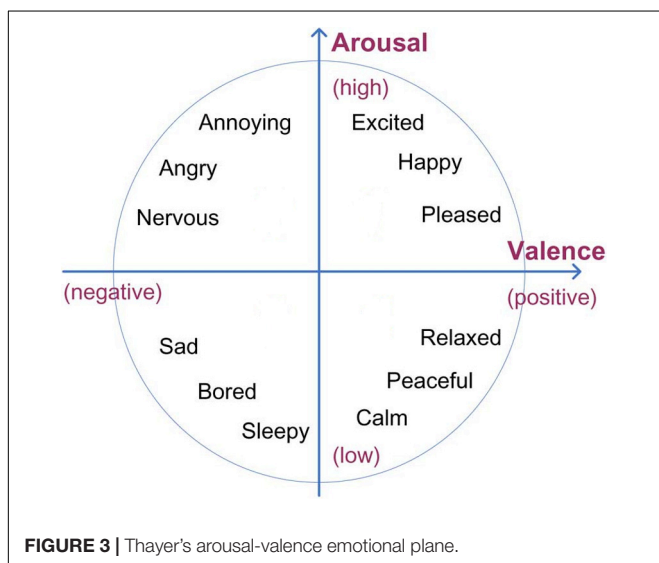 Arousal
(high)
Annoying Excited
Angry Happy
Nervous Pleased
Valence
(negative) (positive)
Sad Relaxed
Bored Peaceful
Sleepy Calm
(low)
FIGURE 3 | Thayer's arousal-valence emotional plane.